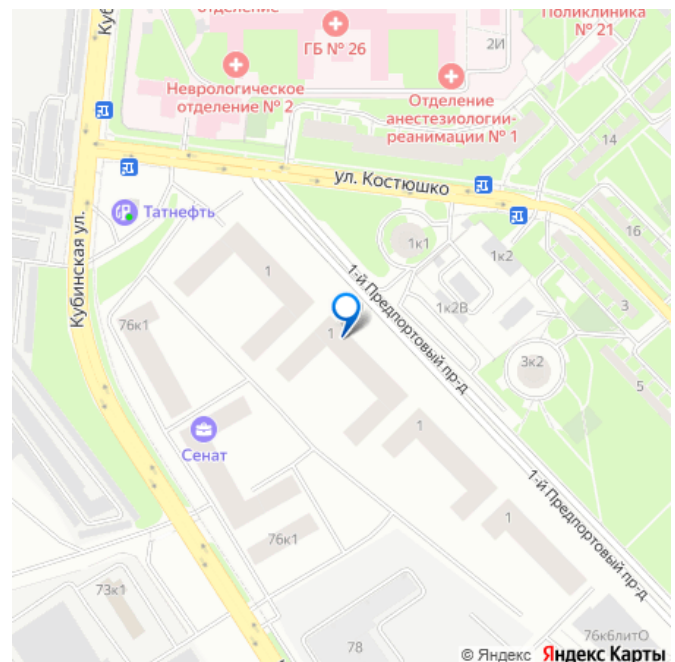 отделение
Куб
ГБ № 26
2И
Поликлиника
№ 21
Неврологическое
отделение № 2
Отделение
анестезиологии-
реанимации № 1
14
ул. Костюшко
Татнефть
Кубинская ул.
16
1к1
1к2
1
1-й Предпортовый пр-д
1к2В
3
76к1
1
3к2
5
1
Сенат
1-й Предпортовый пр-д
1
76к1
73к1
78
76к6литО
© Яндекс Яндекс Карты